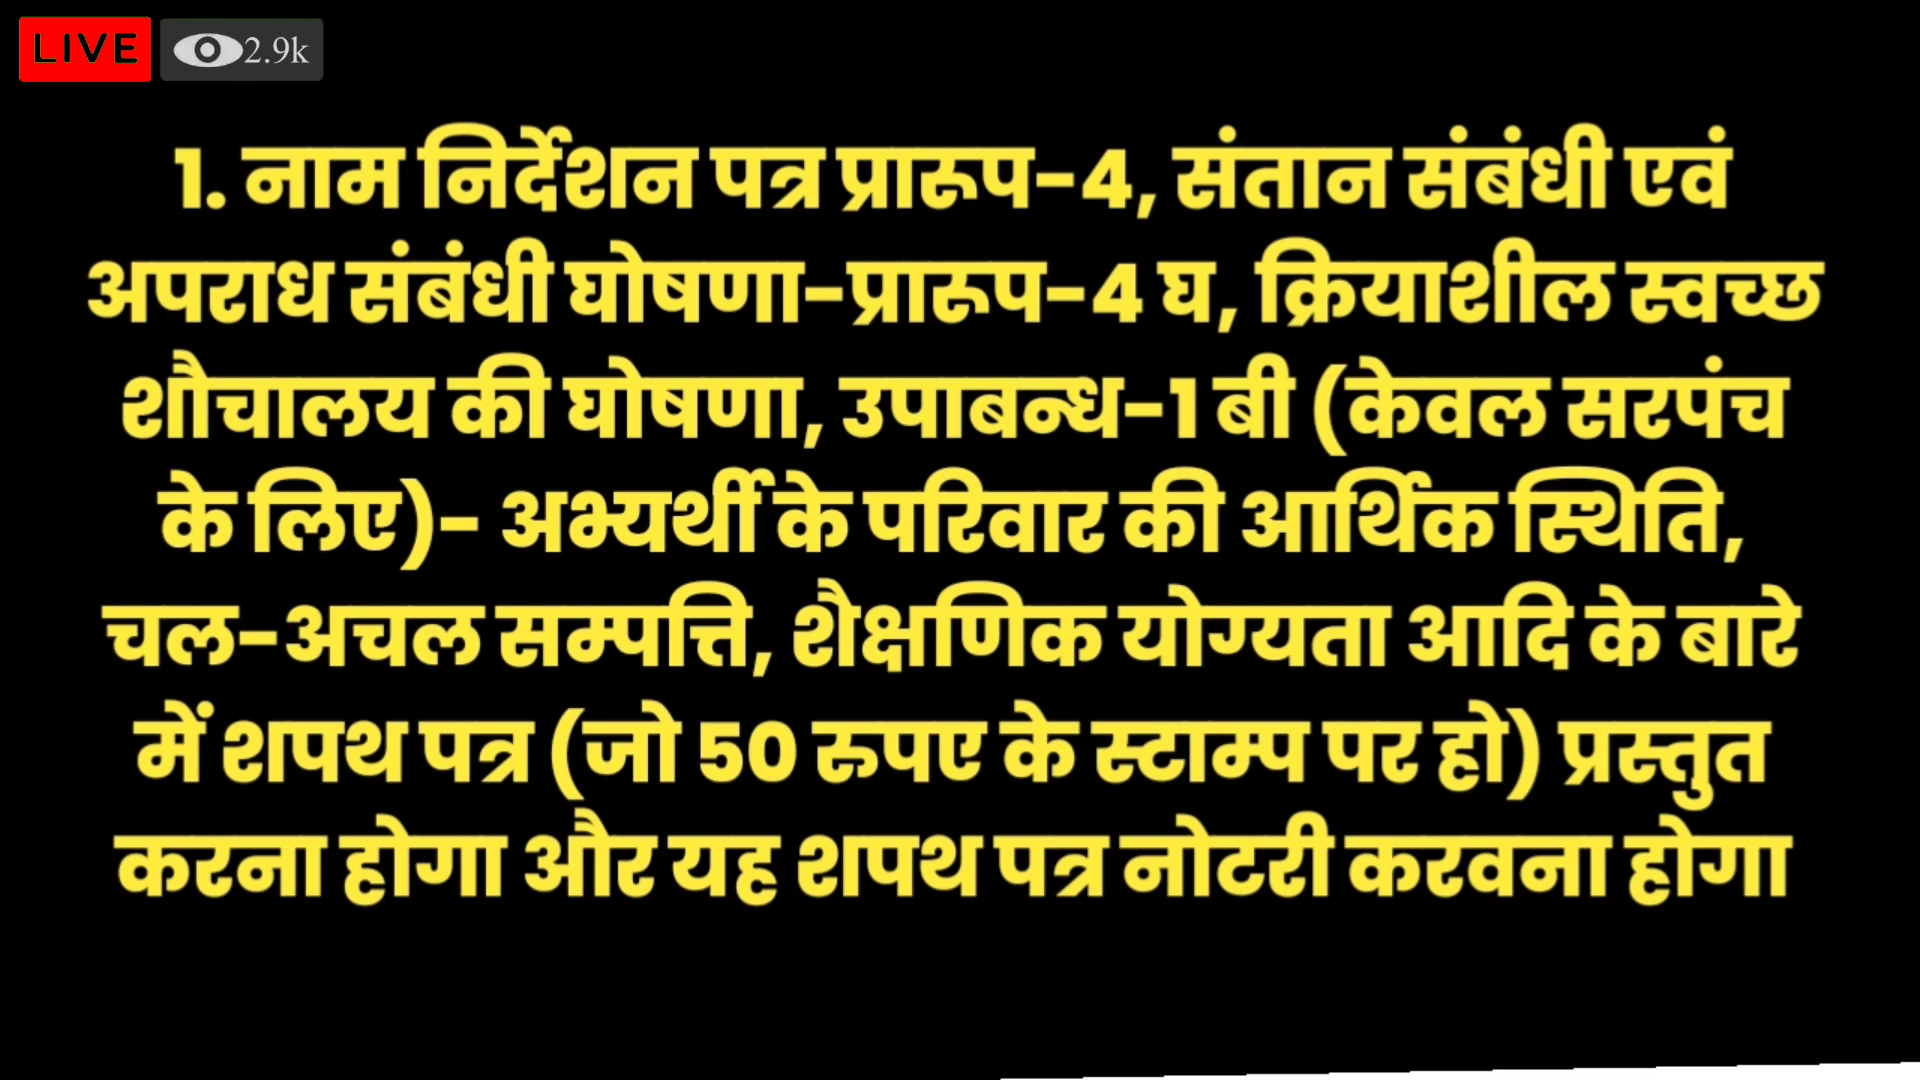 LIVE 2.9k
1. नाम निर्देशन पत्र प्रारूप-4, संतान संबंधी एवं
अपराध संबंधी घोषणा-प्रारूप-4 घ, क्रियाशील स्वच्छ
शौचालय की घोषणा, उपाबन्ध-1 बी (केवल सरपंच
के लिए)- अभ्यर्थी के परिवार की आर्थिक स्थिति,
चल-अचल सम्पत्ति, शैक्षणिक योग्यता आदि के बारे
में शपथ पत्र (जो 50 रुपए के स्टाम्प पर हो) प्रस्तुत
करना होगा और यह शपथ पत्र नोटरी करवना होगा